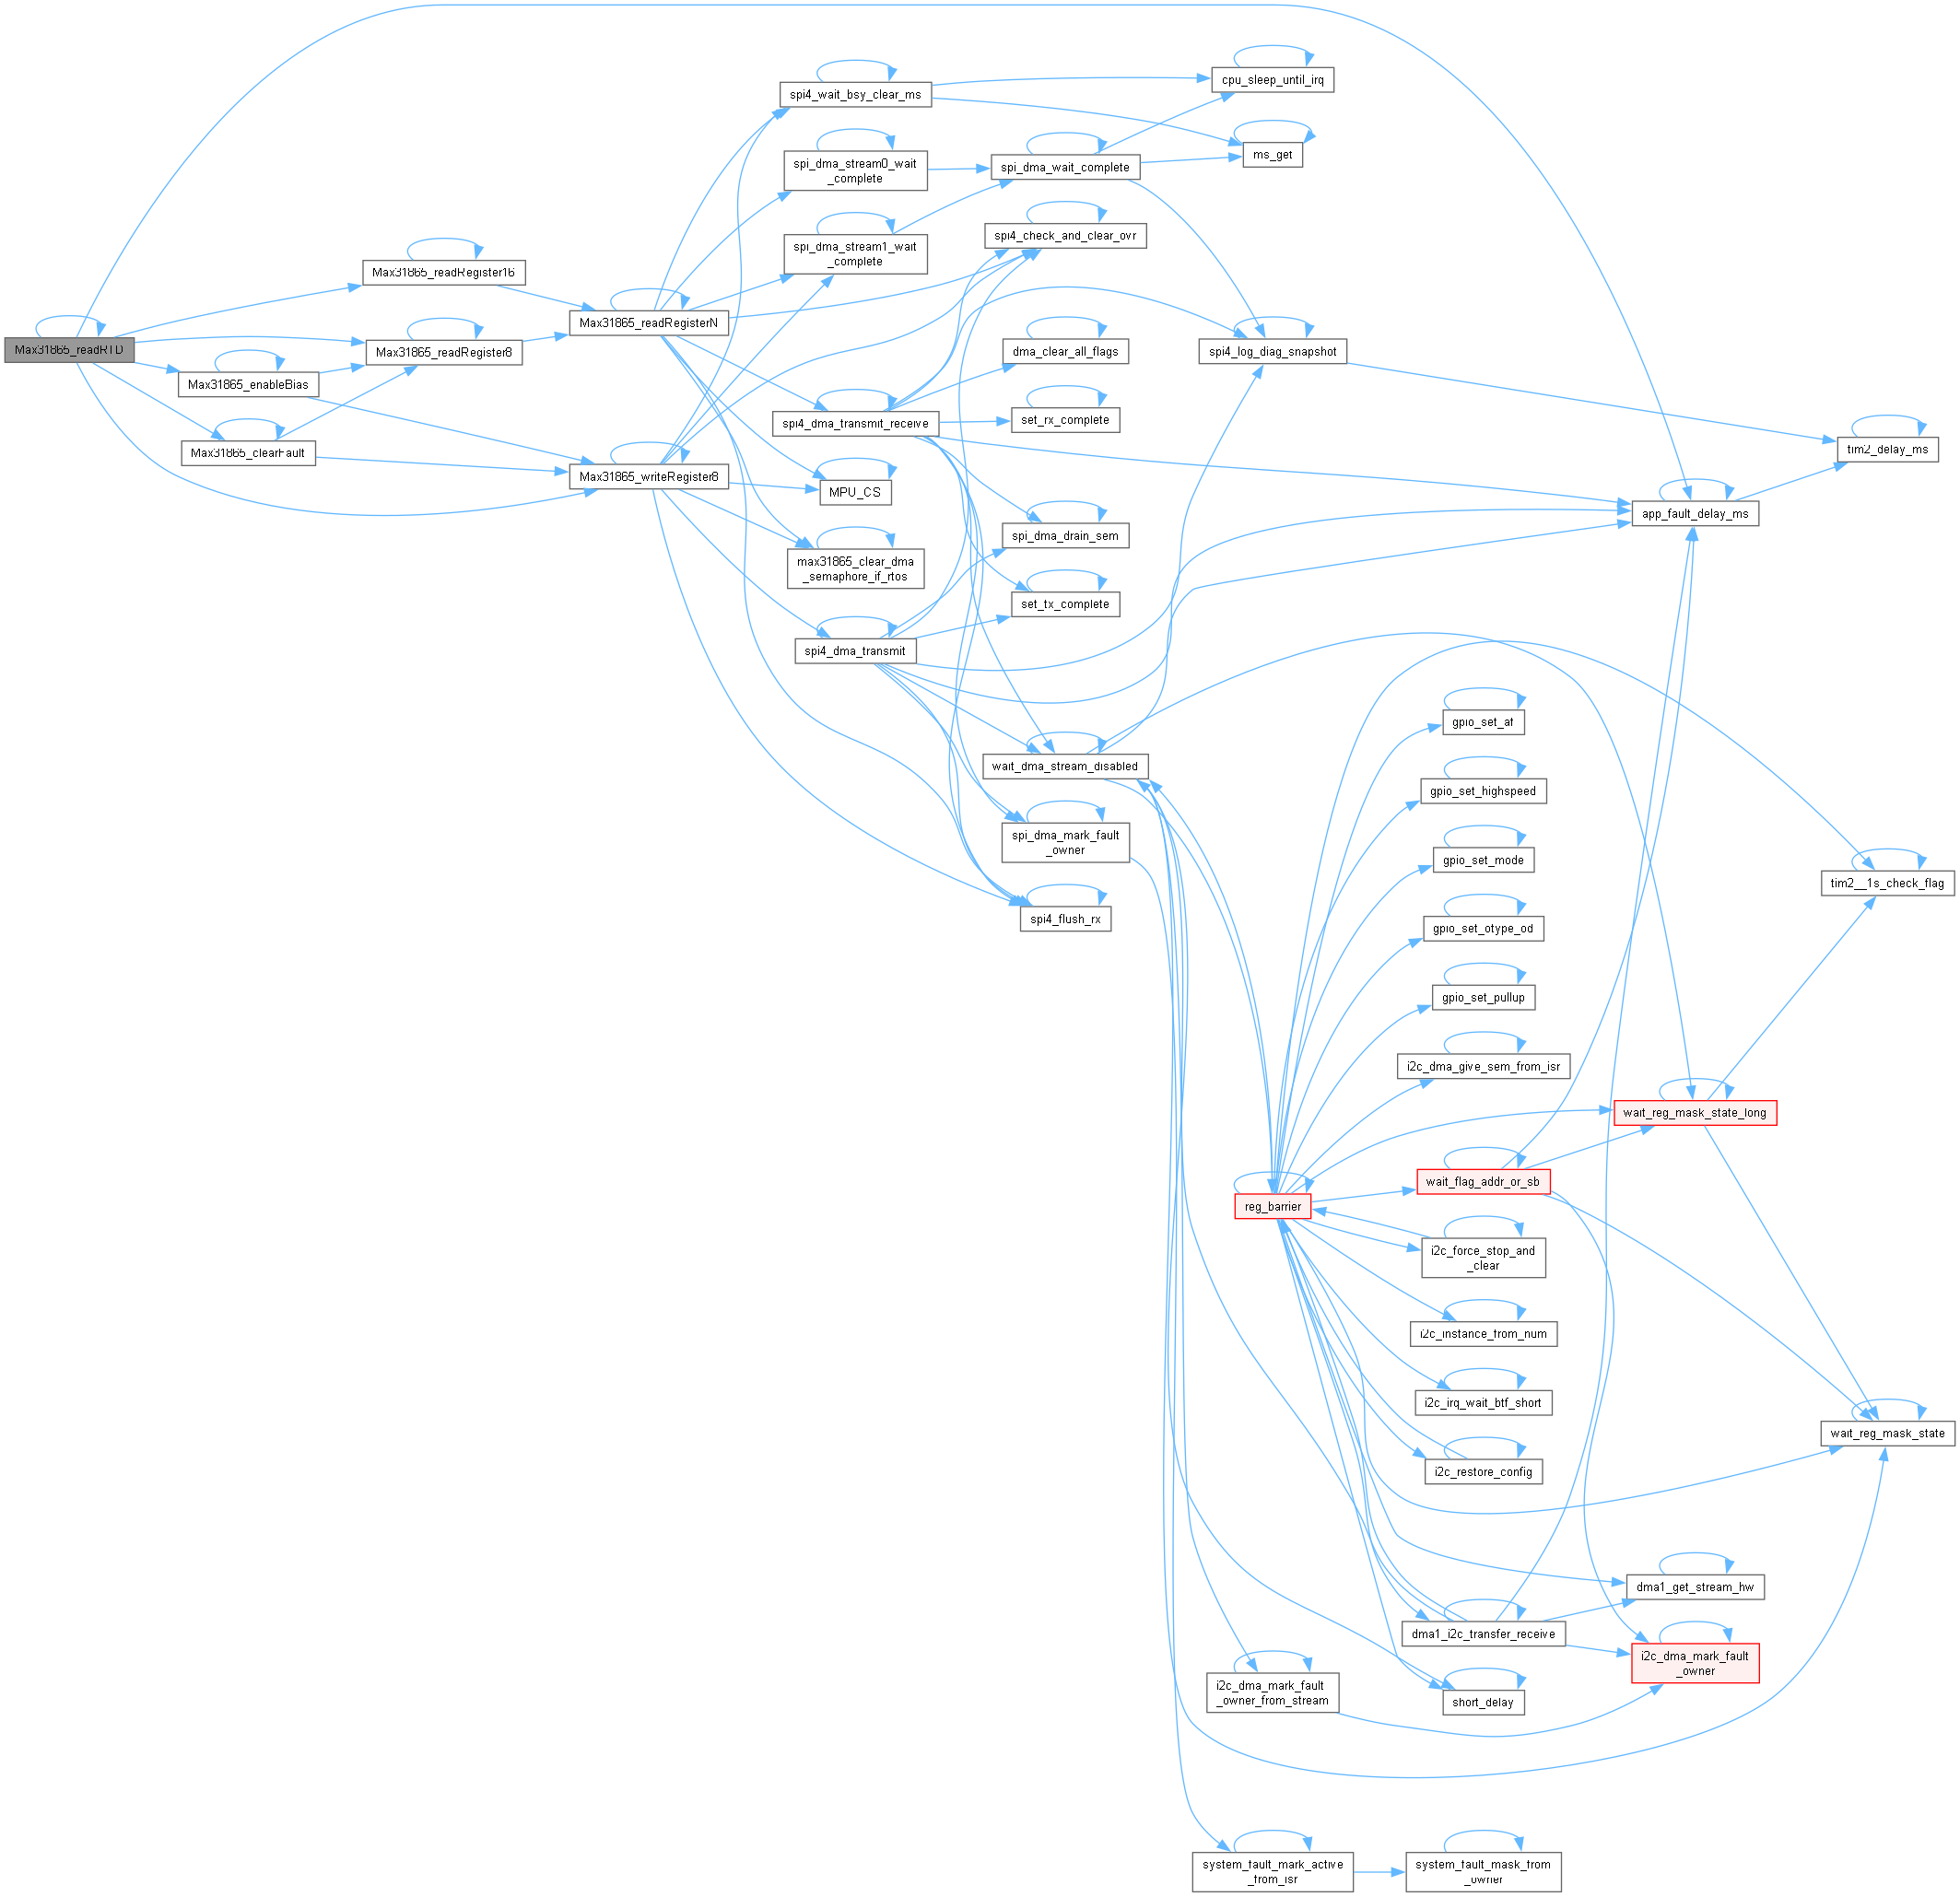 Max31865_readRTD
Max31865_readRegister16
Max31865_readRegister8
Max31865_enableBias
Max31865_clearFault
Max31865_readRegisterN
Max31865_writeRegister8
spi4_wait_bsy_clear_ms
spi_dma_stream0_wait
_complete
spi_dma_stream1_wait
_complete
spi4_dma_transmit_receive
MPU_CS
max31865_clear_dma
_semaphore_if_rtos
spi4_dma_transmit
spi_dma_wait_complete
spi4_check_and_clear_ovr
dma_clear_all_flags
set_rx_complete
spi_dma_drain_sem
set_tx_complete
wait_dma_stream_disabled
spi_dma_mark_fault
_owner
spi4_flush_rx
cpu_sleep_until_irq
ms_get
spi4_log_diag_snapshot
reg_barrier
i2c_dma_mark_fault
_owner_from_stream
system_fault_mark_active
_from_isr
gpio_set_af
gpio_set_highspeed
gpio_set_mode
gpio_set_otype_od
gpio_set_pullup
i2c_dma_give_sem_from_isr
wait_flag_addr_or_sb
i2c_force_stop_and
_clear
i2c_instance_from_num
i2c_irq_wait_btf_short
i2c_restore_config
dma1_i2c_transfer_receive
short_delay
system_fault_mask_from
_owner
app_fault_delay_ms
wait_reg_mask_state_long
dma1_get_stream_hw
i2c_dma_mark_fault
_owner
tim2_delay_ms
tim2__1s_check_flag
wait_reg_mask_state